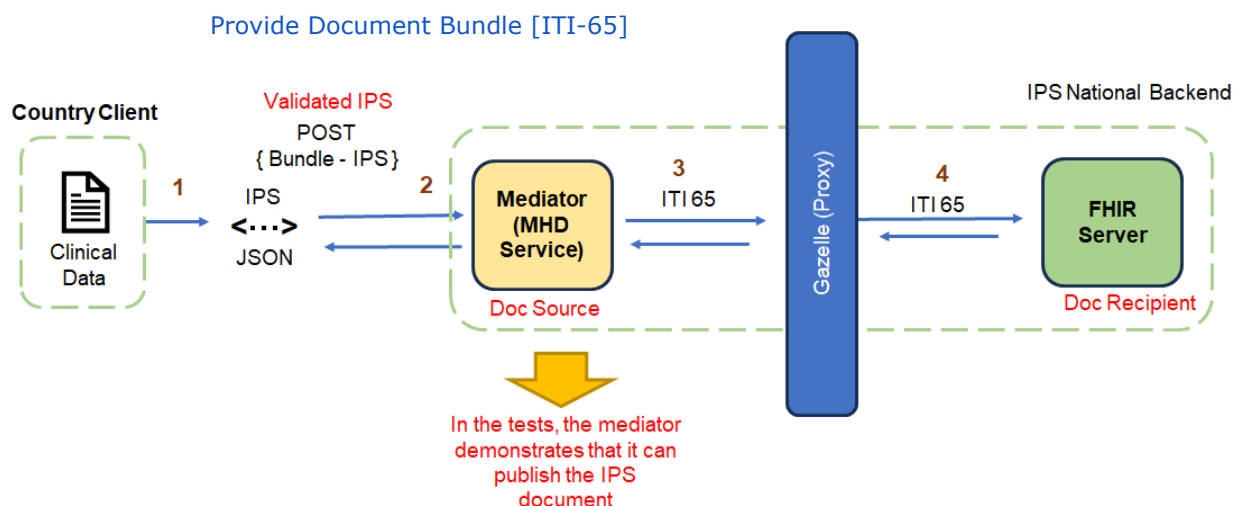 Provide Document Bundle [ITI-65]
IPS National Backend
Country Client
Validated IPS
POST
{ Bundle - IPS }
1
2
3
4
IPS
<...>
JSON
Clinical
Data
Mediator
(MHD
Service)
ITI 65
Gazelle (Proxy)
ITI 65
FHIR
Server
Doc Source
Doc Recipient
In the tests, the mediator
demonstrates that it can
publish the IPS
document